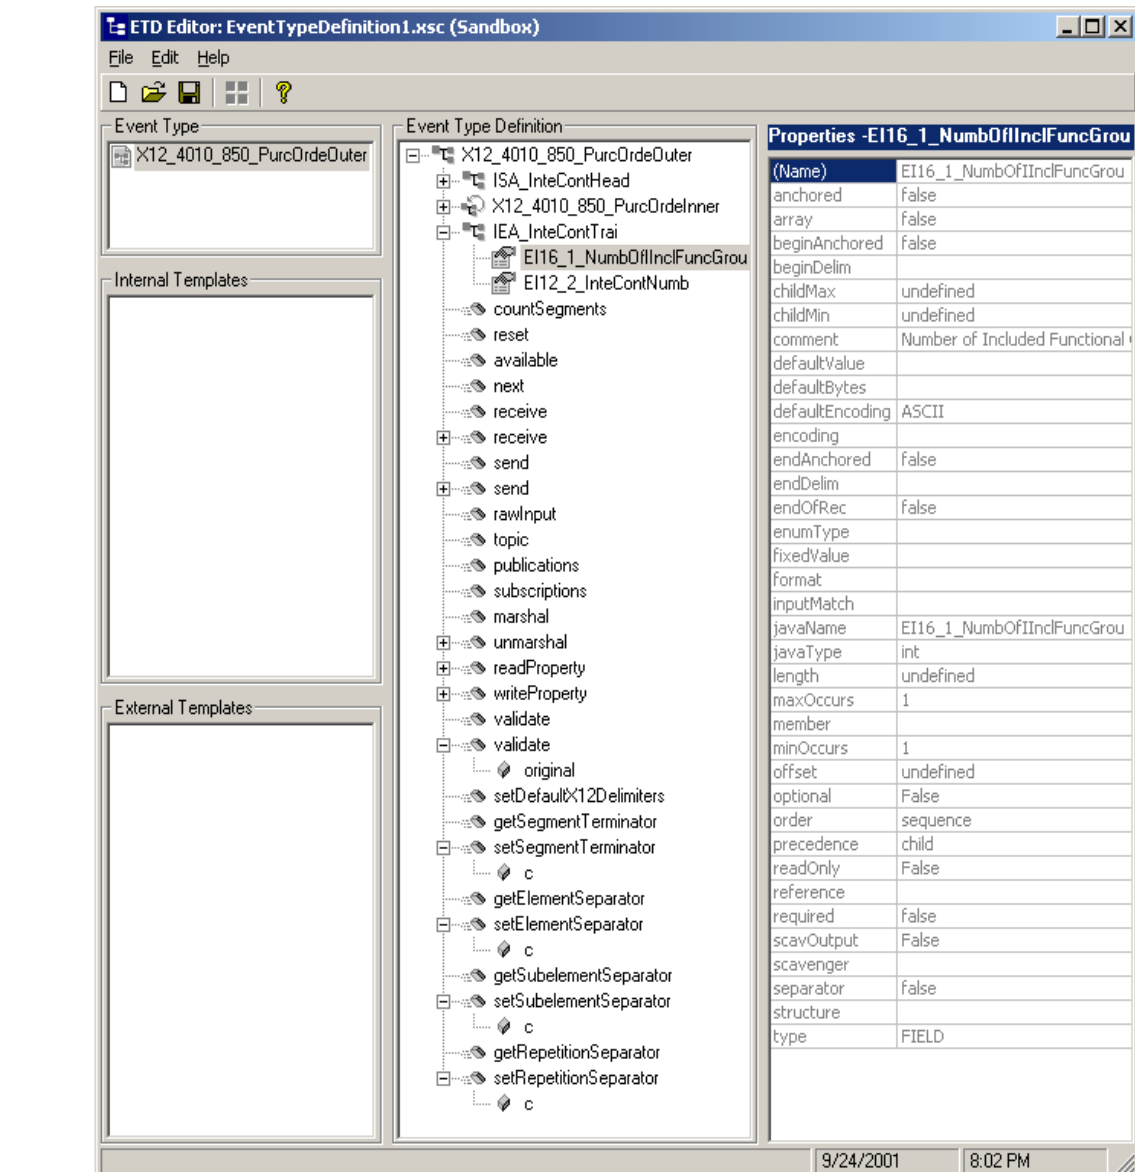 ETD Editor: EventTypeDefinition1.xsc (Sandbox)
File Edit Help
Event Type
X12_4010_850_PurcOrdeOuter
Internal Templates
External Templates
Event Type Definition
X12_4010_850_PurcOrdeOuter
ISA_InteContHead
X12_4010_850_PurcOrdeInner
IEA_InteContTrai
EI16_1_NumbOfIInclFuncGrou
EI12_2_InteContNumb
countSegments
reset
available
next
receive
receive
send
send
rawInput
topic
publications
subscriptions
marshal
unmarshal
readProperty
writeProperty
validate
validate
original
setDefaultX12Delimiters
getSegmentTerminator
setSegmentTerminator
c
getElementSeparator
setElementSeparator
c
getSubelementSeparator
setSubelementSeparator
c
getRepetitionSeparator
setRepetitionSeparator
c
Properties -EI16_1_NumbOfIInclFuncGrou
(Name) EI16_1_NumbOfIInclFuncGrou
anchored false
array false
beginAnchored false
beginDelim
childMax undefined
childMin undefined
comment Number of Included Functional
defaultValue
defaultBytes
defaultEncoding ASCII
encoding
endAnchored false
endDelim
endOfRec false
enumType
fixedValue
format
inputMatch
javaName EI16_1_NumbOfIInclFuncGrou
javaType int
length undefined
maxOccurs 1
member
minOccurs 1
offset undefined
optional False
order sequence
precedence child
readOnly False
reference
required false
scavOutput False
scavenger
separator false
structure
type FIELD
9/24/2001 8:02 PM